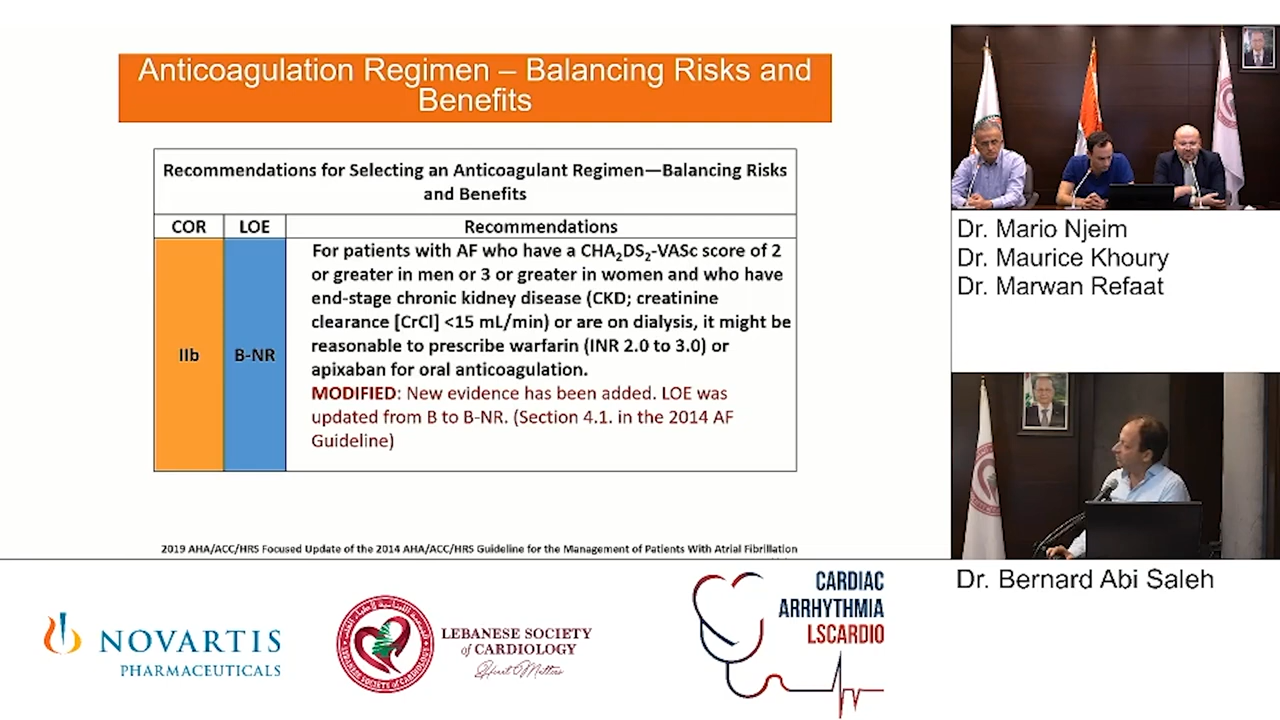 Anticoagulation Regimen – Balancing Risks and
Benefits
Recommendations for Selecting an Anticoagulant Regimen—Balancing Risks
and Benefits
COR LOE Recommendations
IIb B-NR
For patients with AF who have a CHA₂DS₂-VASc score of 2
or greater in men or 3 or greater in women and who have
end-stage chronic kidney disease (CKD; creatinine
clearance [CrCl] <15 mL/min) or are on dialysis, it might be
reasonable to prescribe warfarin (INR 2.0 to 3.0) or
apixaban for oral anticoagulation.
MODIFIED: New evidence has been added. LOE was
updated from B to B-NR. (Section 4.1. in the 2014 AF
Guideline)
2019 AHA/ACC/HRS Focused Update of the 2014 AHA/ACC/HRS Guideline for the Management of Patients With Atrial Fibrillation
Dr. Mario Njeim
Dr. Maurice Khoury
Dr. Marwan Refaat
Dr. Bernard Abi Saleh
NOVARTIS
PHARMACEUTICALS
LEBANESE SOCIETY OF CARDIOLOGY
LEBANESE SOCIETY
of CARDIOLOGY
Heart Matters
CARDIAC
ARRHYTHMIA
LSCARDIO